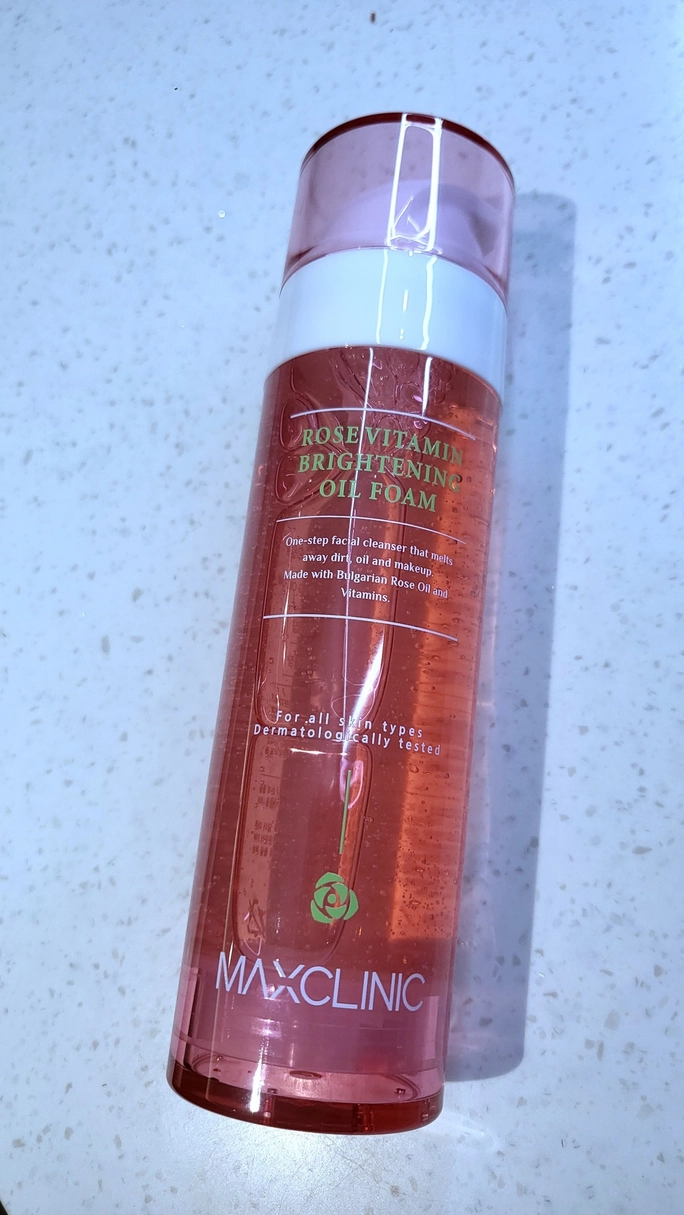 ROSE VITAMIN
BRIGHTENING
OIL FOAM
One-step facial cleanser that melts
away dirt, oil and makeup.
Made with Bulgarian Rose Oil and
Vitamins.
For all skin types
Dermatologically tested
MAXCLINIC